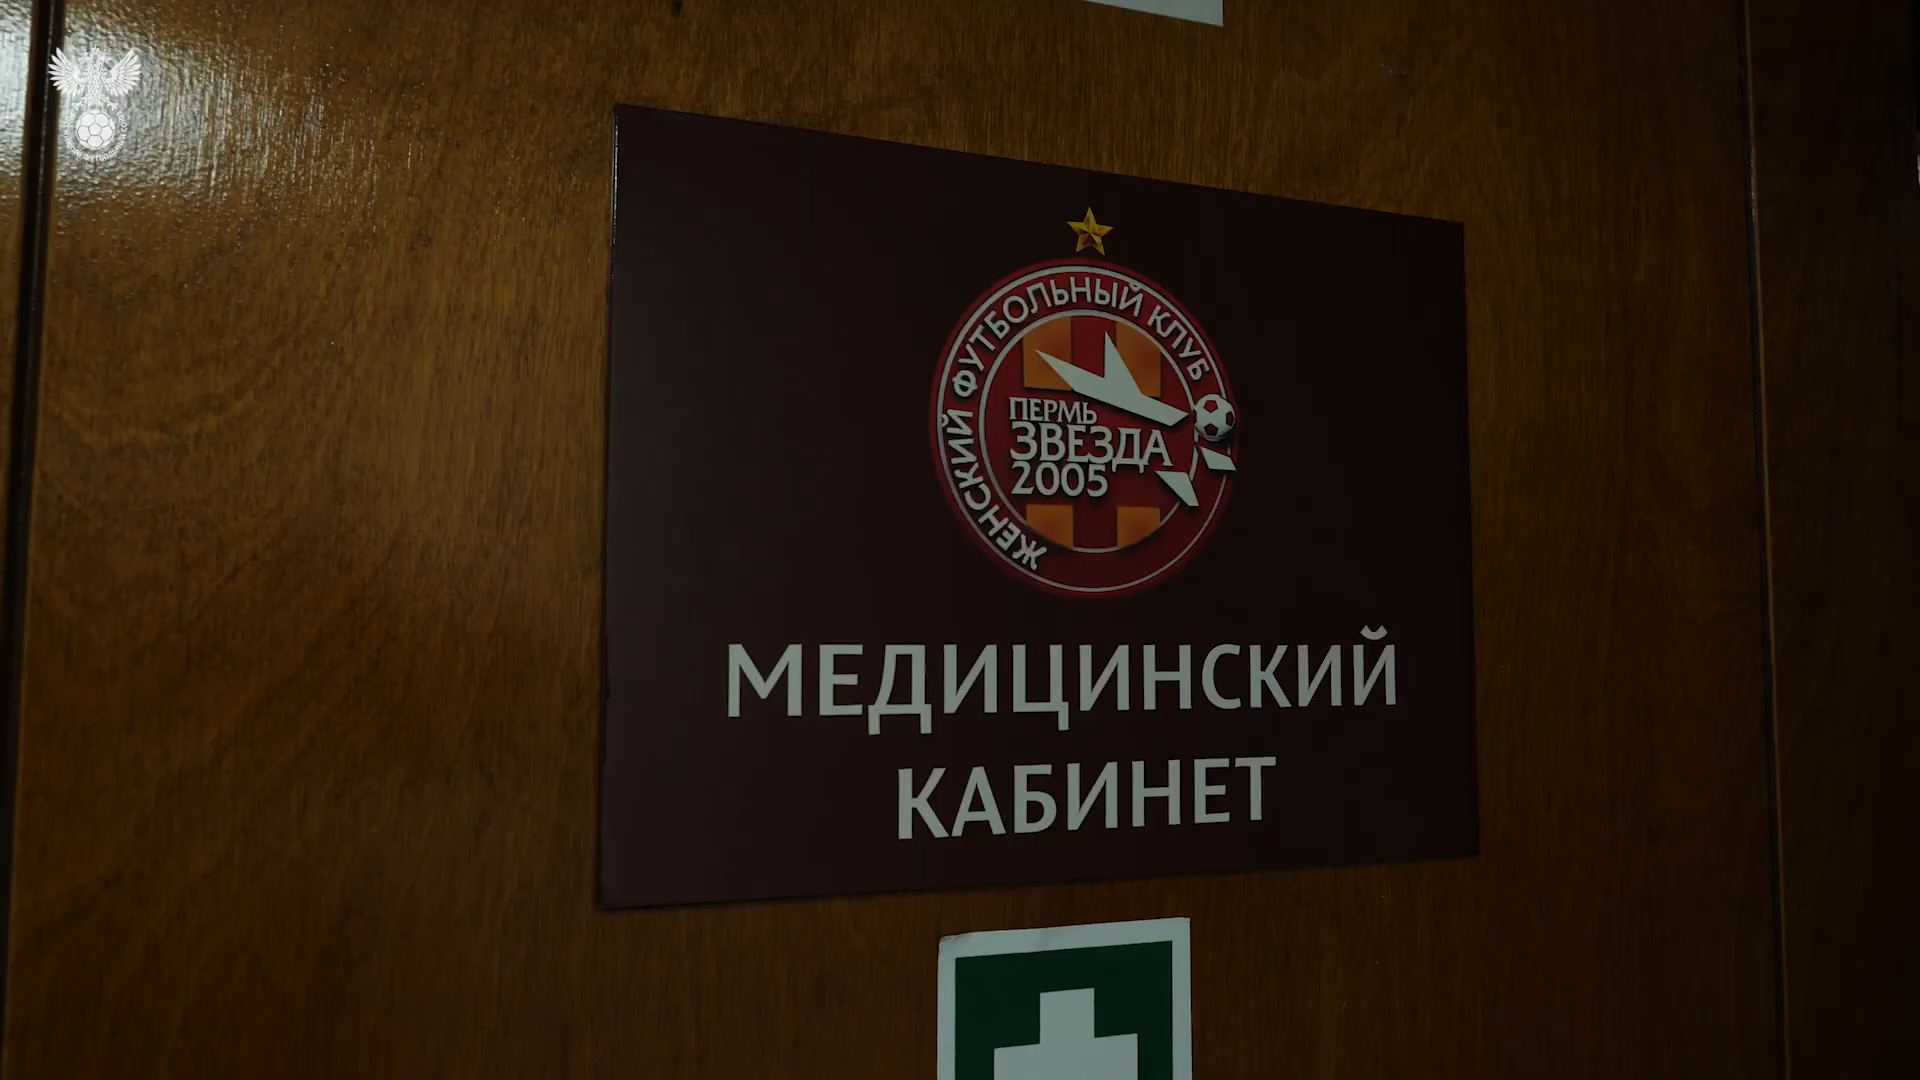 ЖЕНСКИЙ ФУТБОЛЬНЫЙ КЛУБ
ПЕРМЬ
ЗВЕЗДА
2005
МЕДИЦИНСКИЙ
КАБИНЕТ